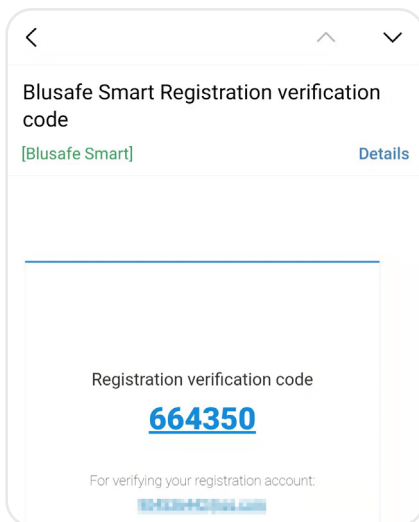 Blusafe Smart Registration verification
code
[Blusafe Smart]
Details
Registration verification code
664350
For verifying your registration account: